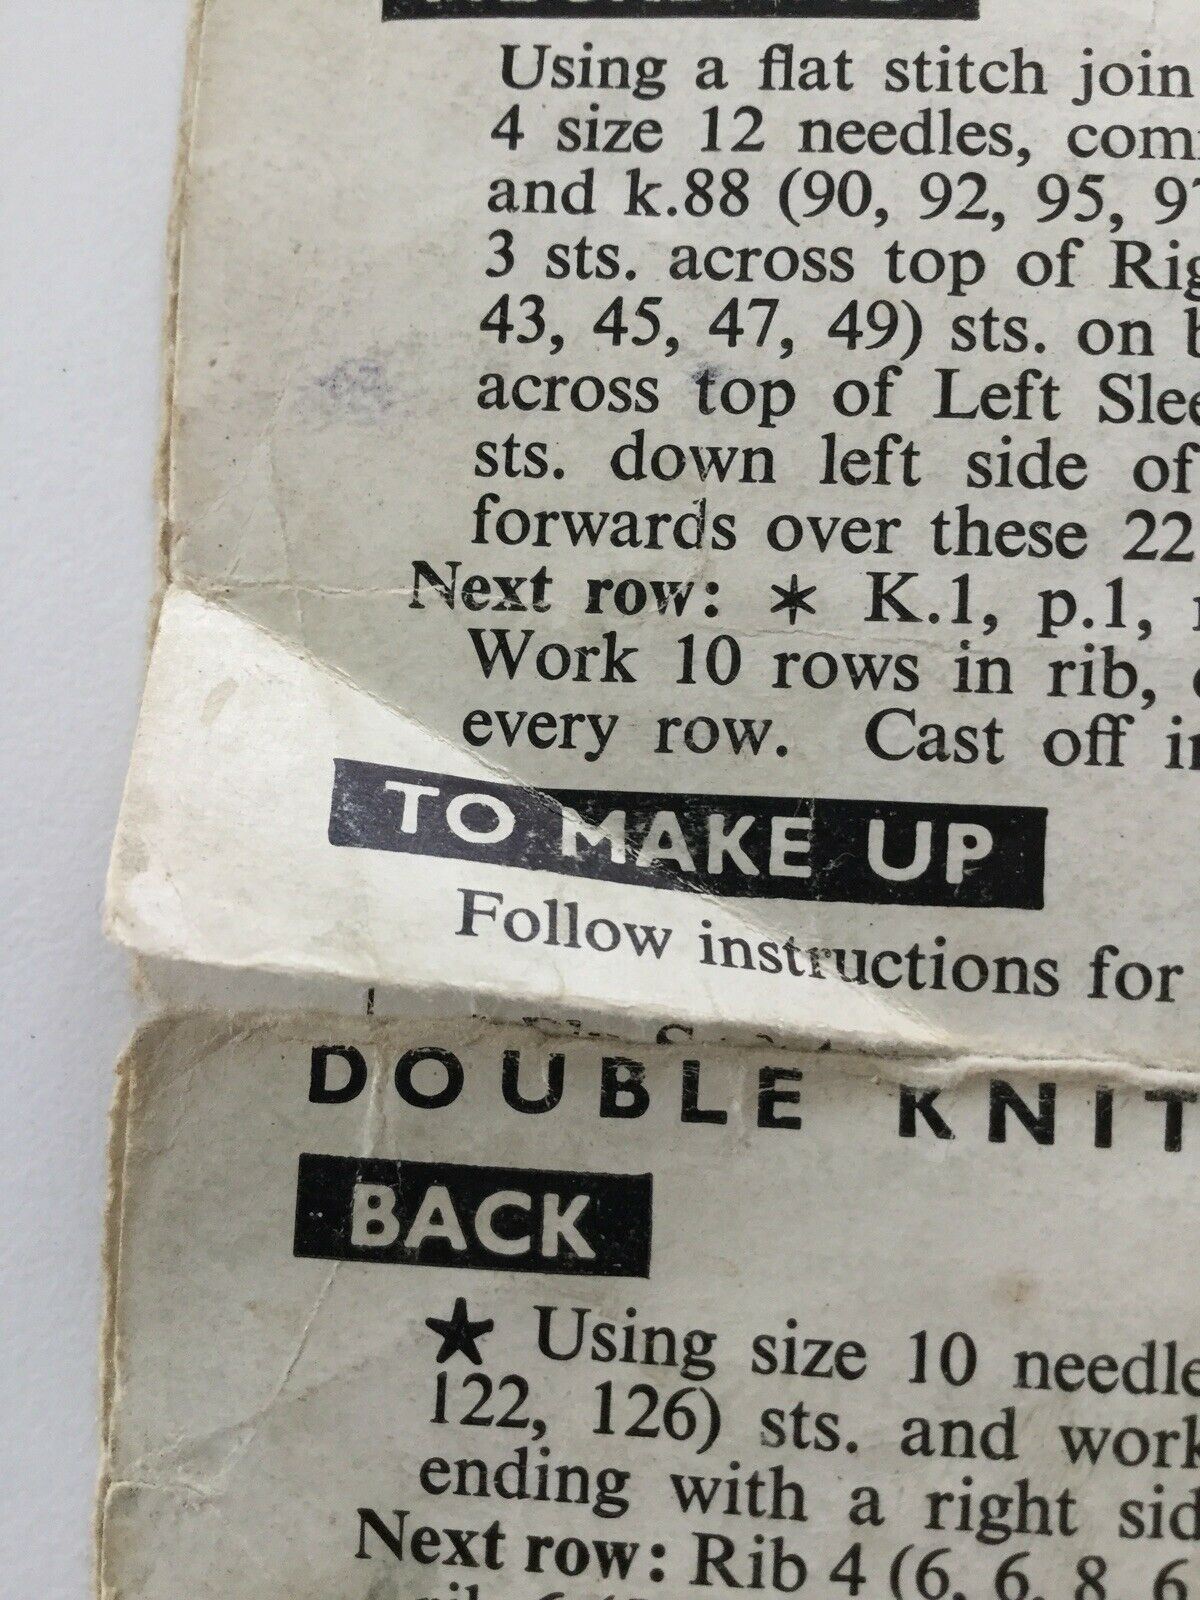 Using a flat stitch join
4 size 12 needles, com
and k.88 (90, 92, 95, 97
3 sts. across top of Rig
43, 45, 47, 49) sts. on b
across top of Left Slee
sts. down left side of
forwards over these 22
Next row: * K.1, p.1, r
Work 10 rows in rib,
every row. Cast off in
TO MAKE UP
Follow instructions for
DOUBLE KNIT
BACK
★ Using size 10 needle
122, 126) sts. and work
ending with a right sid
Next row: Rib 4 (6, 6, 8, 6